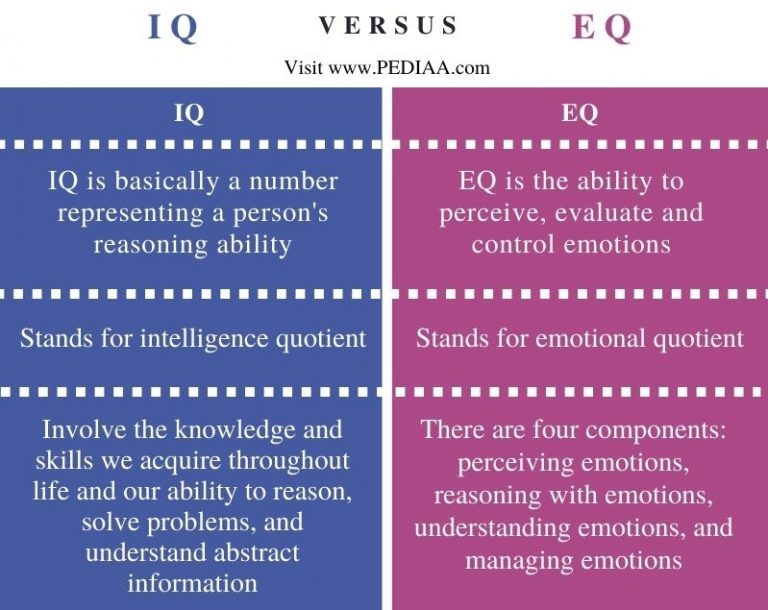 IQ VERSUS EQ
Visit www.PEDIAA.com
IQ
IQ is basically a number
representing a person's
reasoning ability
Stands for intelligence quotient
Involve the knowledge and
skills we acquire throughout
life and our ability to reason,
solve problems, and
understand abstract
information
EQ
EQ is the ability to
perceive, evaluate and
control emotions
Stands for emotional quotient
There are four components:
perceiving emotions,
reasoning with emotions,
understanding emotions, and
managing emotions